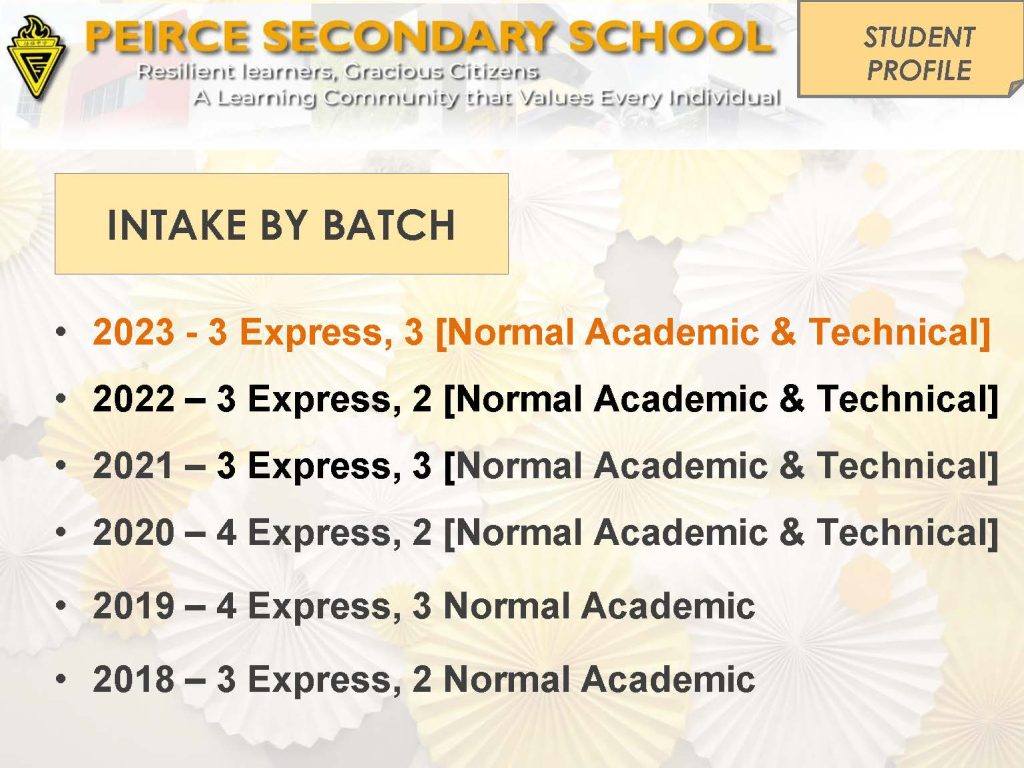 PEIRCE SECONDARY SCHOOL
Resilient learners, Gracious Citizens
A Learning Community that Values Every Individual
STUDENT
PROFILE
INTAKE BY BATCH
• 2023 - 3 Express, 3 [Normal Academic & Technical]
• 2022 – 3 Express, 2 [Normal Academic & Technical]
• 2021 – 3 Express, 3 [Normal Academic & Technical]
• 2020 – 4 Express, 2 [Normal Academic & Technical]
• 2019 – 4 Express, 3 Normal Academic
• 2018 – 3 Express, 2 Normal Academic